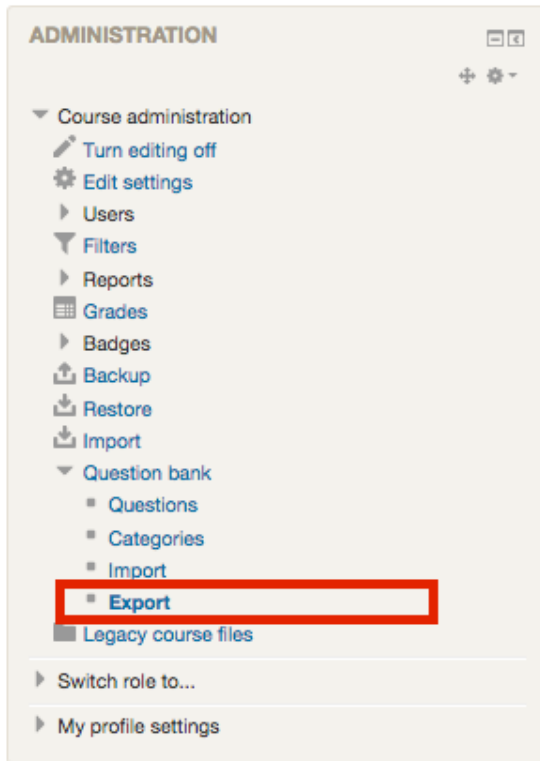 ADMINISTRATION
Course administration
Turn editing off
Edit settings
Users
Filters
Reports
Grades
Badges
Backup
Restore
Import
Question bank
Questions
Categories
Import
Export
Legacy course files
Switch role to...
My profile settings